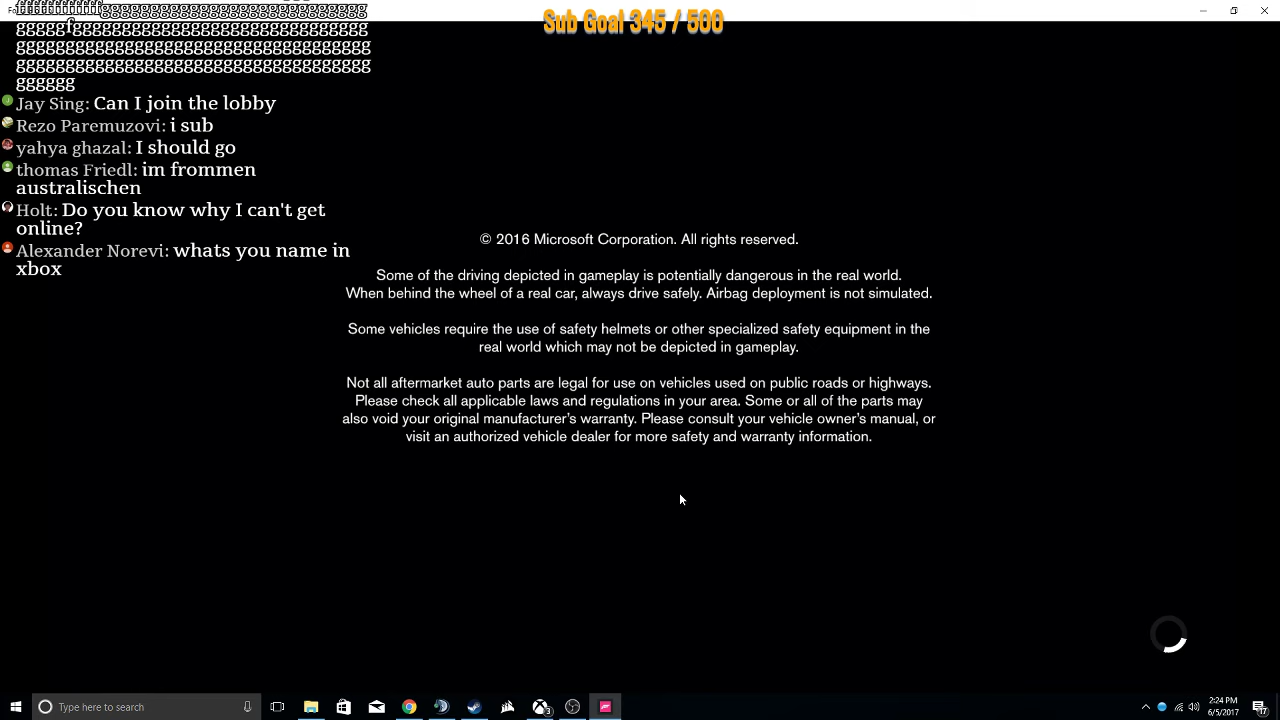 Sub Goal 345 / 500
gggggfgggggggggggggggggggggggggggg
gggggg
Jay Sing: Can I join the lobby
Rezo Paremuzovi: i sub
yahya ghazal: I should go
thomas Friedl: im frommen
australischen
Holt: Do you know why I can't get
online?
Alexander Norevi: whats you name in
xbox
© 2016 Microsoft Corporation. All rights reserved.
Some of the driving depicted in gameplay is potentially dangerous in the real world.
When behind the wheel of a real car, always drive safely. Airbag deployment is not simulated.
Some vehicles require the use of safety helmets or other specialized safety equipment in the
real world which may not be depicted in gameplay.
Not all aftermarket auto parts are legal for use on vehicles used on public roads or highways.
Please check all applicable laws and regulations in your area. Some or all of the parts may
also void your original manufacturer's warranty. Please consult your vehicle owner's manual, or
visit an authorized vehicle dealer for more safety and warranty information.
Type here to search
3
2:24 PM
6/5/2017
17